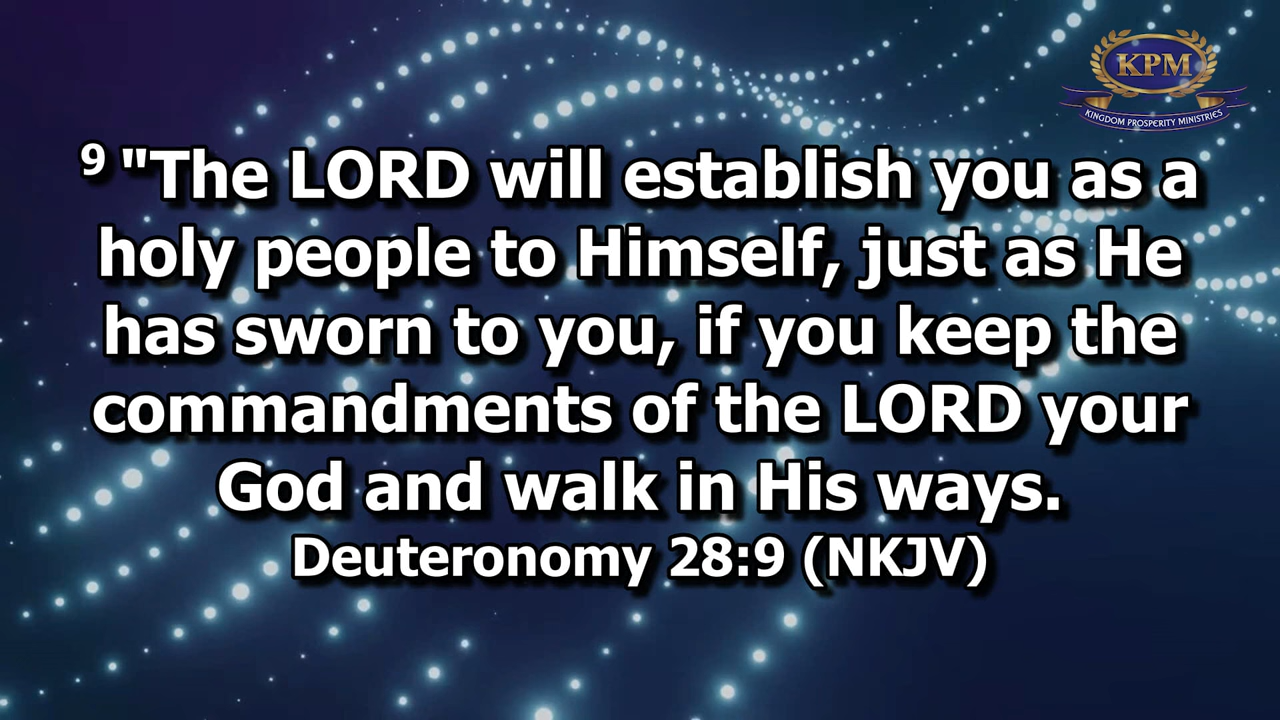 KPM
KINGDOM PROSPERITY MINISTRIES
9 "The LORD will establish you as a
holy people to Himself, just as He
has sworn to you, if you keep the
commandments of the LORD your
God and walk in His ways.
Deuteronomy 28:9 (NKJV)